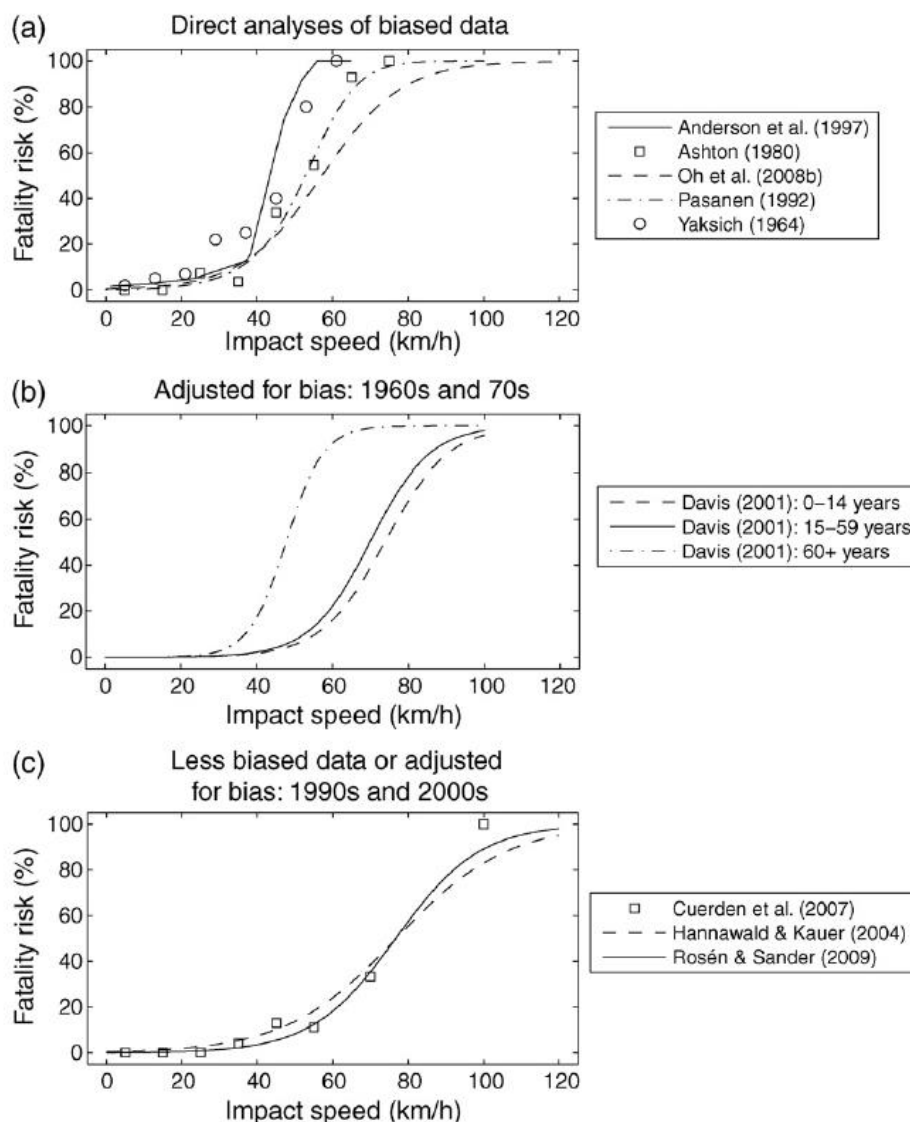 (a)
Direct analyses of biased data
100
80
60
40
20
0
Fatality risk (%)
0 20 40 60 80 100 120
Impact speed (km/h)
Anderson et al. (1997)
Ashton (1980)
Oh et al. (2008b)
Pasanen (1992)
Yaksich (1964)
(b)
Adjusted for bias: 1960s and 70s
100
80
60
40
20
0
Fatality risk (%)
0 20 40 60 80 100 120
Impact speed (km/h)
Davis (2001): 0–14 years
Davis (2001): 15–59 years
Davis (2001): 60+ years
(c)
Less biased data or adjusted
for bias: 1990s and 2000s
100
80
60
40
20
0
Fatality risk (%)
0 20 40 60 80 100 120
Impact speed (km/h)
Cuerden et al. (2007)
Hannawald & Kauer (2004)
Rosén & Sander (2009)